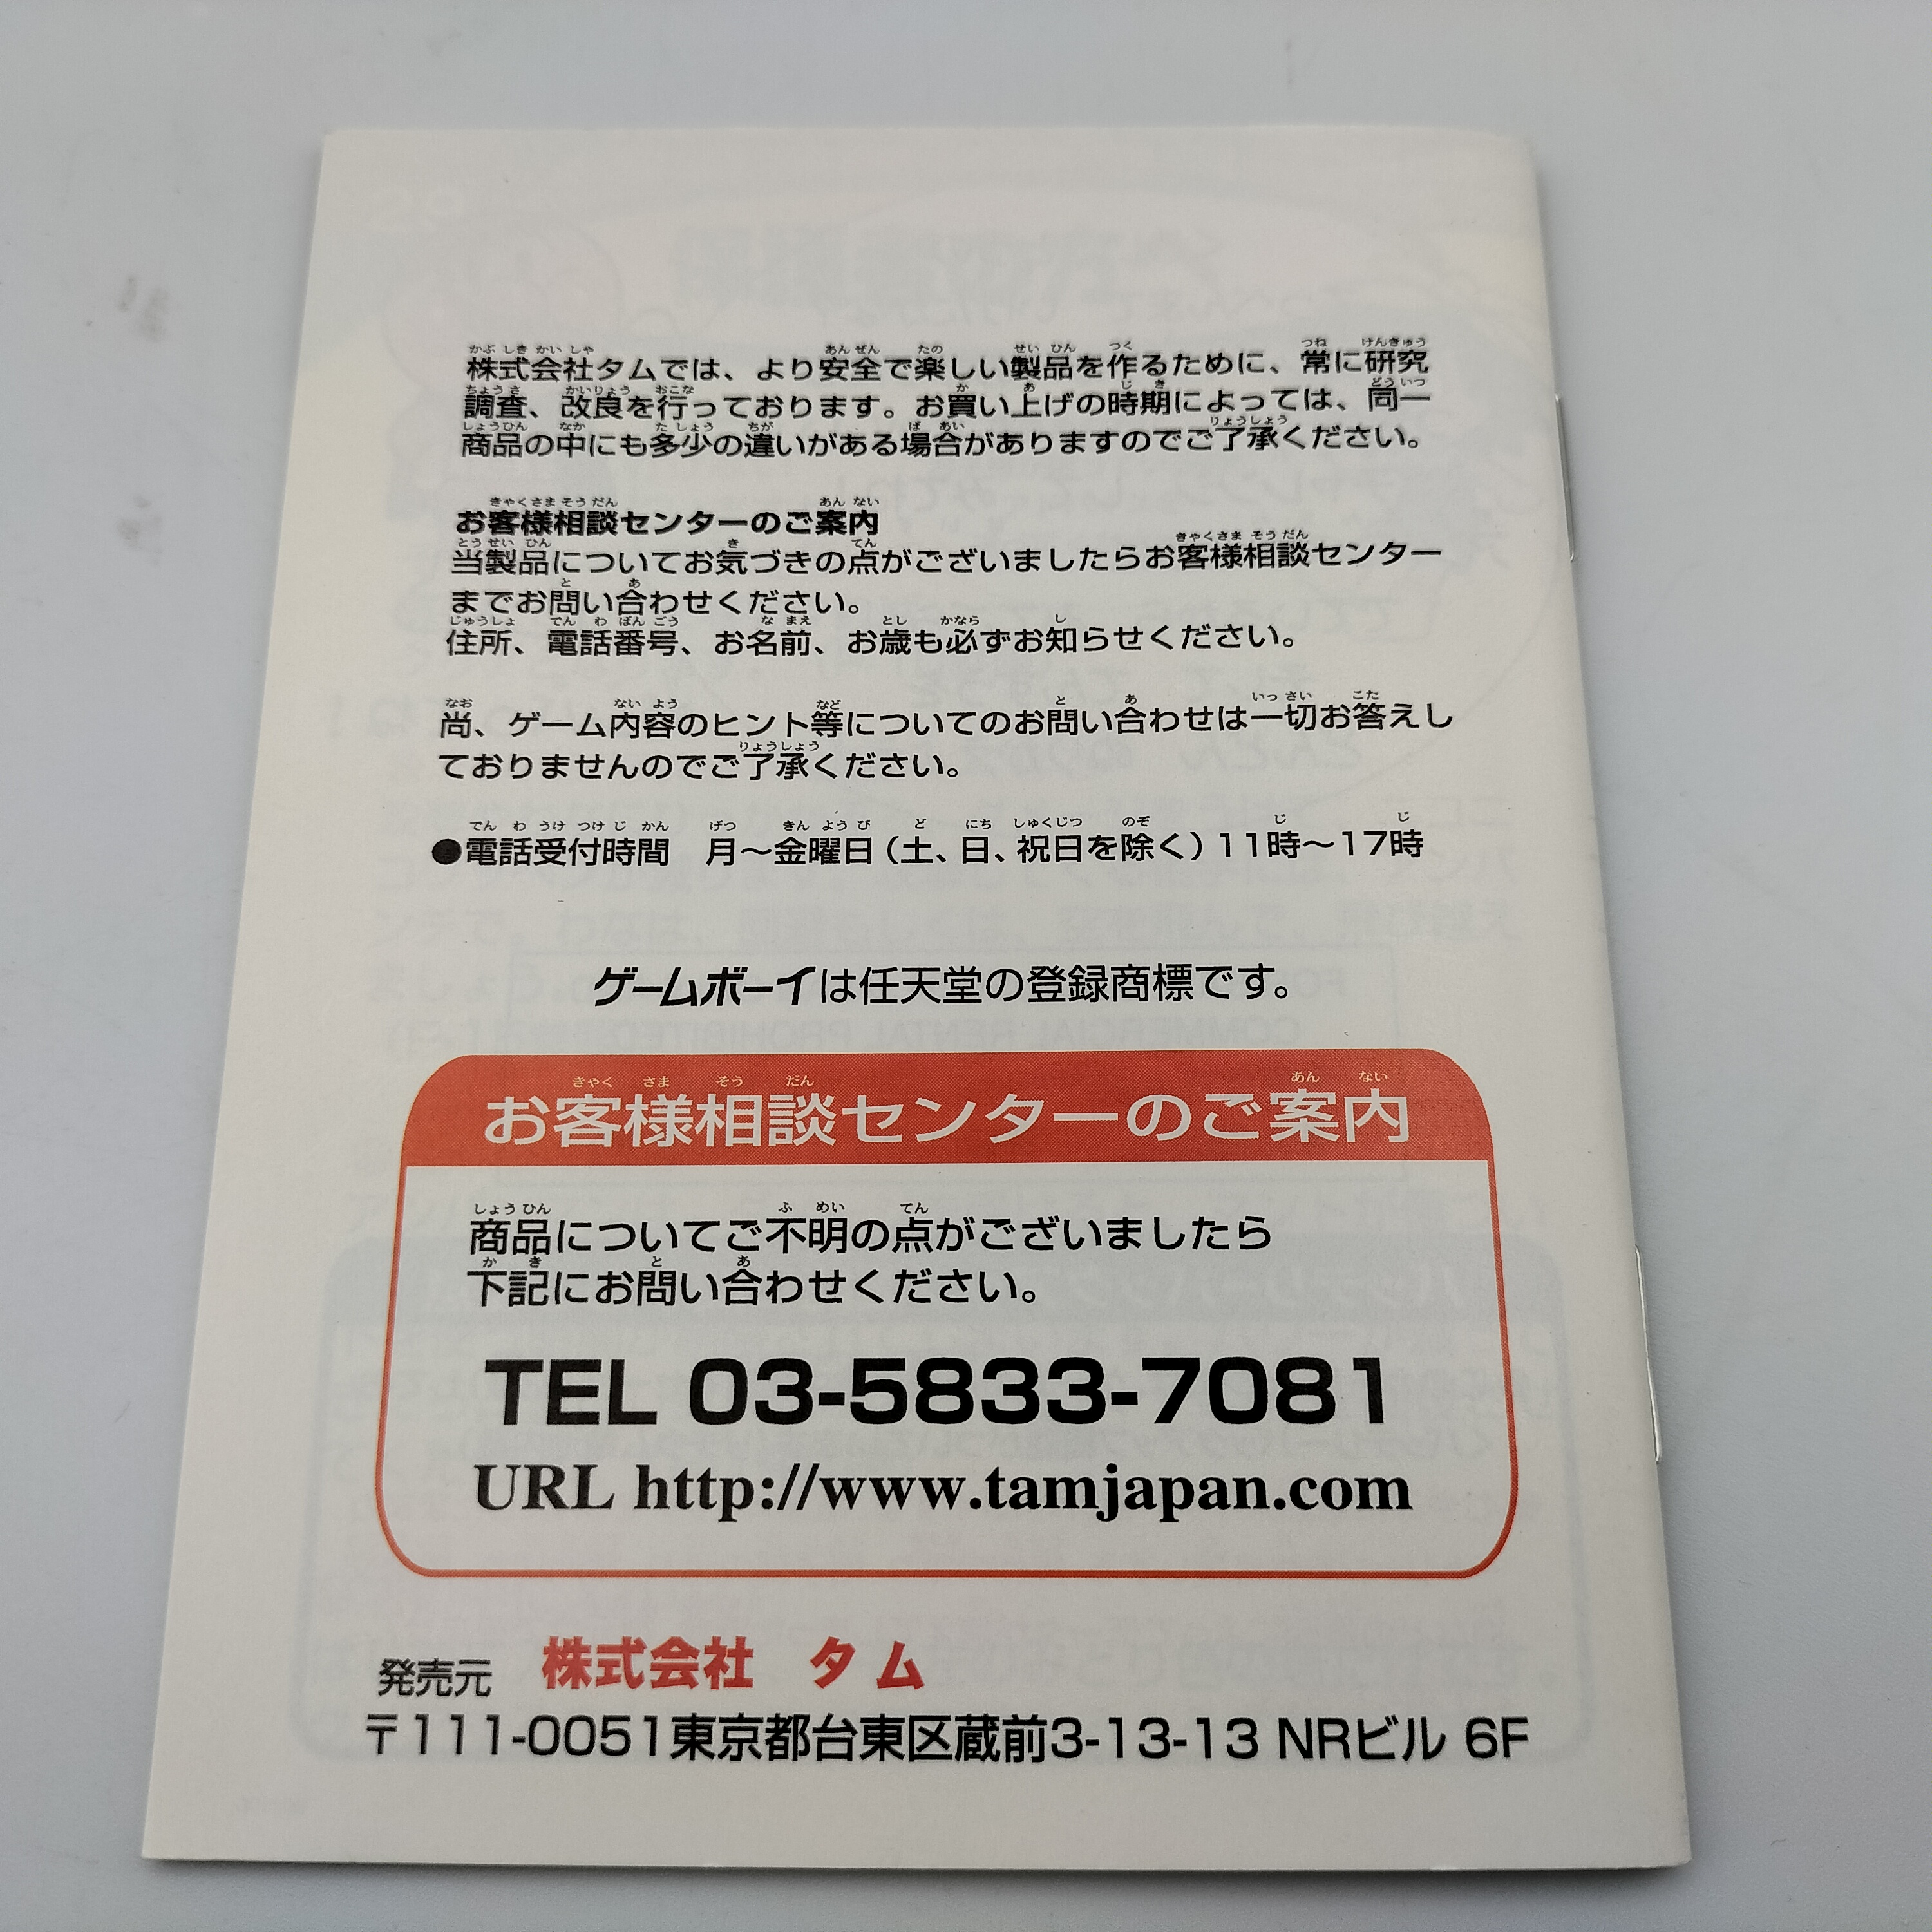 株式会社タムでは、より安全で楽しい製品を作るために、常に研究
調査、改良を行っております。お買い上げの時期によっては、同一
商品の中にも多少の違いがある場合がありますのでご了承ください。
お客様相談センターのご案内
当製品についてお気づきの点がございましたらお客様相談センター
までお問い合わせください。
住所、電話番号、お名前、お歳も必ずお知らせください。
尚、ゲーム内容のヒント等についてのお問い合わせは一切お答えし
ておりませんのでご了承ください。
●電話受付時間 月～金曜日（土、日、祝日を除く）11時～17時
ゲームボーイは任天堂の登録商標です。
お客様相談センターのご案内
商品についてご不明の点がございましたら
下記にお問い合わせください。
TEL 03-5833-7081
URL http://www.tamjapan.com
発売元 株式会社 タム
〒111-0051東京都台東区蔵前3-13-13 NRビル 6F